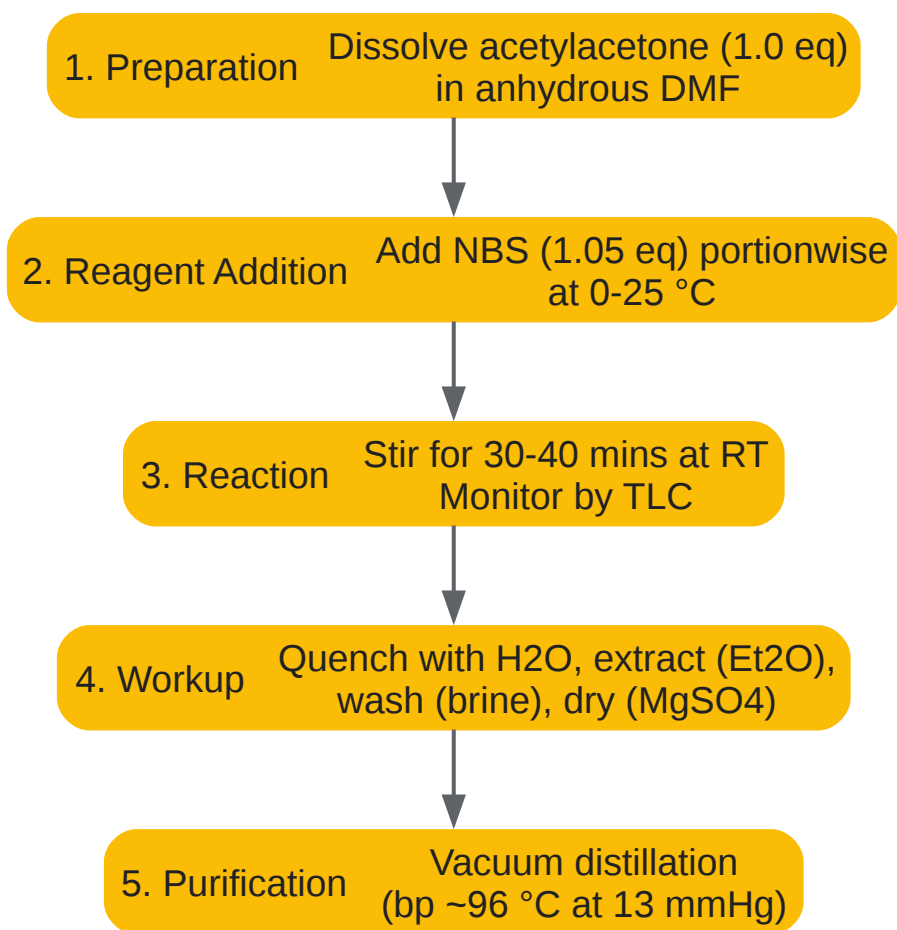 1. Preparation
Dissolve acetylacetone (1.0 eq)
in anhydrous DMF
2. Reagent Addition
Add NBS (1.05 eq) portionwise
at 0-25 °C
3. Reaction
Stir for 30-40 mins at RT
Monitor by TLC
4. Workup
Quench with H2O, extract (Et2O),
wash (brine), dry (MgSO4)
5. Purification
Vacuum distillation
(bp ~96 °C at 13 mmHg)